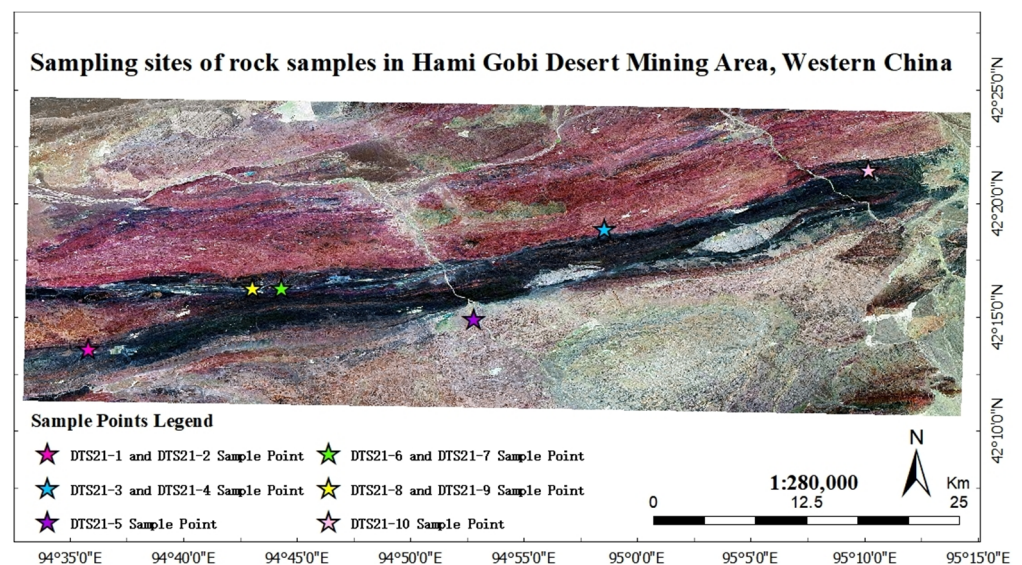 Sampling sites of rock samples in Hami Gobi Desert Mining Area, Western China
42°25'0"N
42°20'0"N
42°15'0"N
42°10'0"N
Sample Points Legend
DTS21-1 and DTS21-2 Sample Point
DTS21-6 and DTS21-7 Sample Point
DTS21-3 and DTS21-4 Sample Point
DTS21-8 and DTS21-9 Sample Point
DTS21-5 Sample Point
DTS21-10 Sample Point
N
1:280,000
Km
0 12.5 25
94°35'0"E 94°40'0"E 94°45'0"E 94°50'0"E 94°55'0"E 95°0'0"E 95°5'0"E 95°10'0"E 95°15'0"E